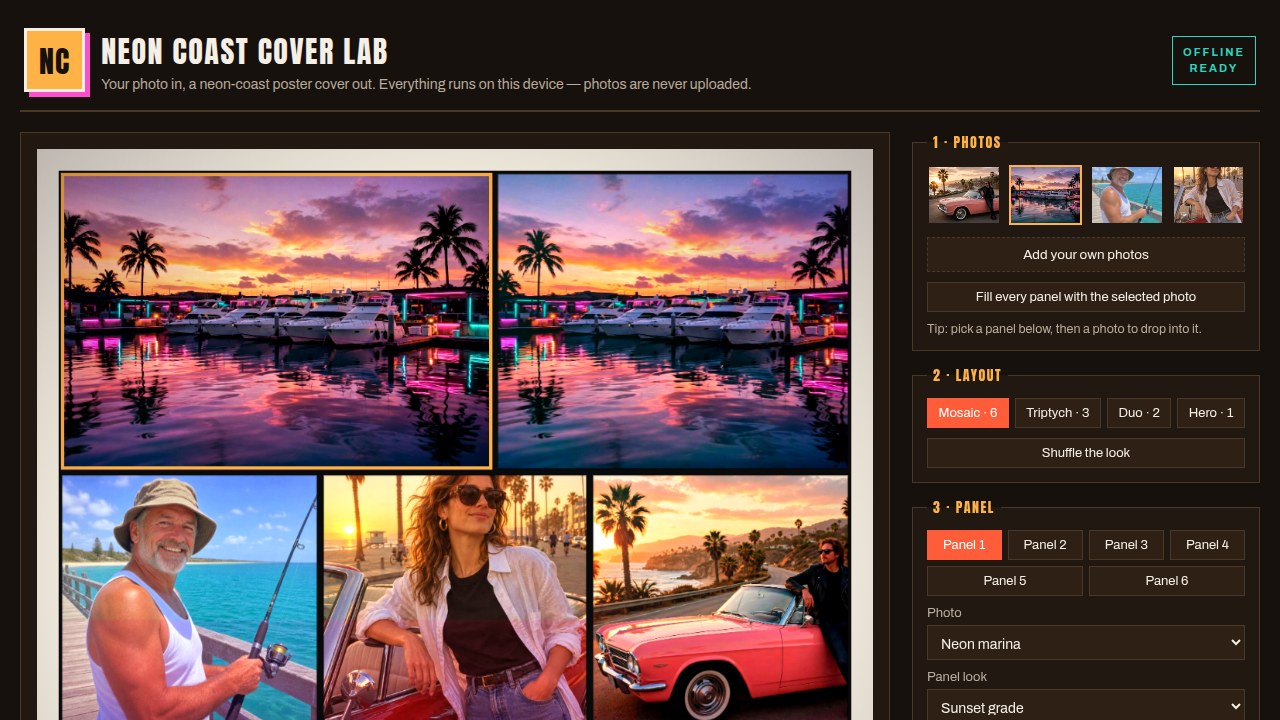 NC
NEON COAST COVER LAB
Your photo in, a neon-coast poster cover out. Everything runs on this device — photos are never uploaded.
OFFLINE
READY
1 · PHOTOS
Add your own photos
Fill every panel with the selected photo
Tip: pick a panel below, then a photo to drop into it.
2 · LAYOUT
Mosaic · 6 Triptych · 3 Duo · 2 Hero · 1
Shuffle the look
3 · PANEL
Panel 1 Panel 2 Panel 3 Panel 4
Panel 5 Panel 6
Photo
Neon marina
Panel look
Sunset grade